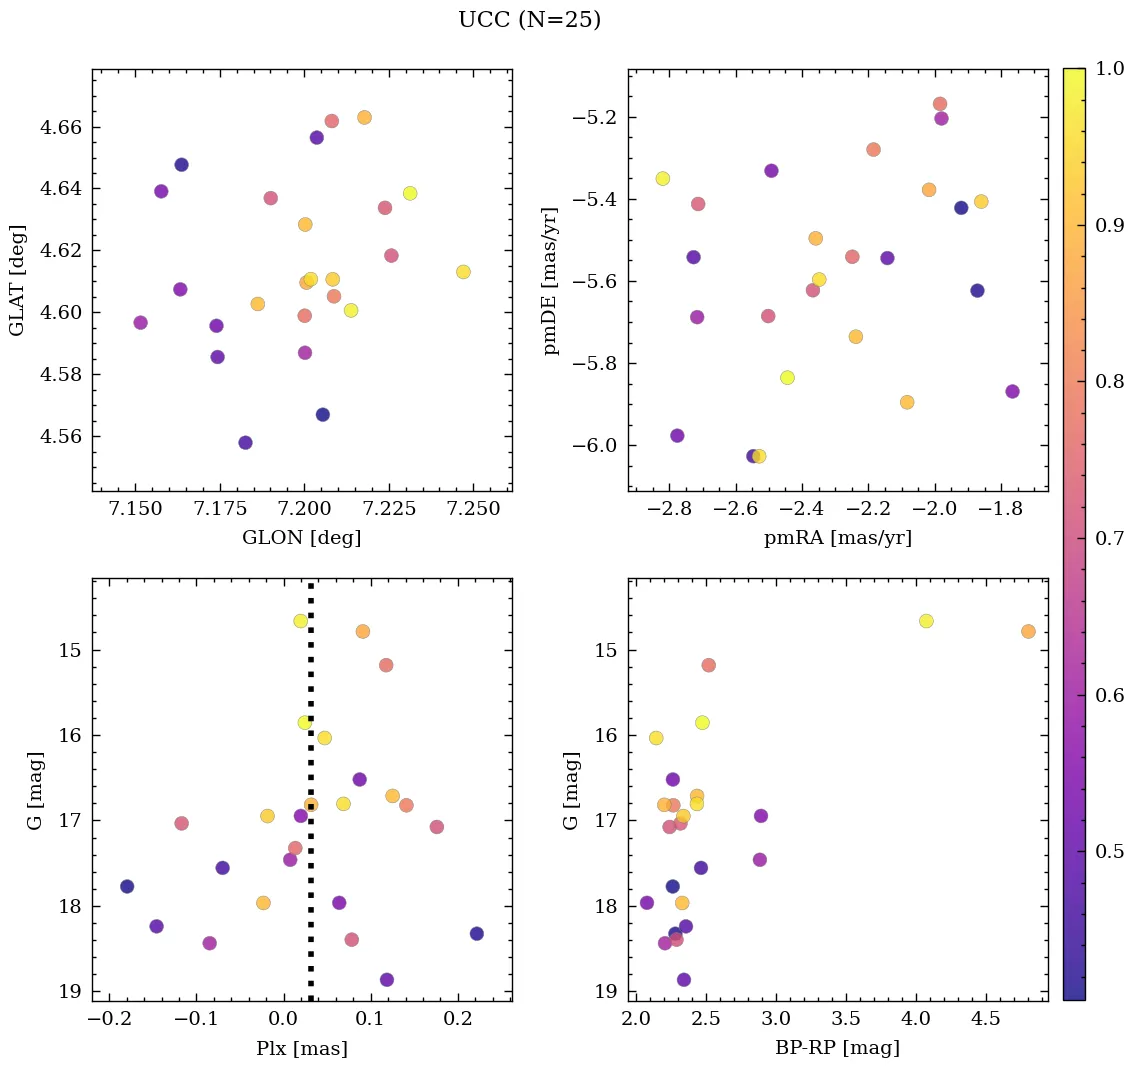 UCC (N=25)
4.66
4.64
4.62
4.60
4.58
4.56
GLAT [deg]
7.150 7.175 7.200 7.225 7.250
GLON [deg]
−5.2
−5.4
−5.6
−5.8
−6.0
pmDE [mas/yr]
−2.8 −2.6 −2.4 −2.2 −2.0 −1.8
pmRA [mas/yr]
15
16
17
18
19
G [mag]
−0.2 −0.1 0.0 0.1 0.2
Plx [mas]
15
16
17
18
19
G [mag]
2.0 2.5 3.0 3.5 4.0 4.5
BP-RP [mag]
1.0
0.9
0.8
0.7
0.6
0.5